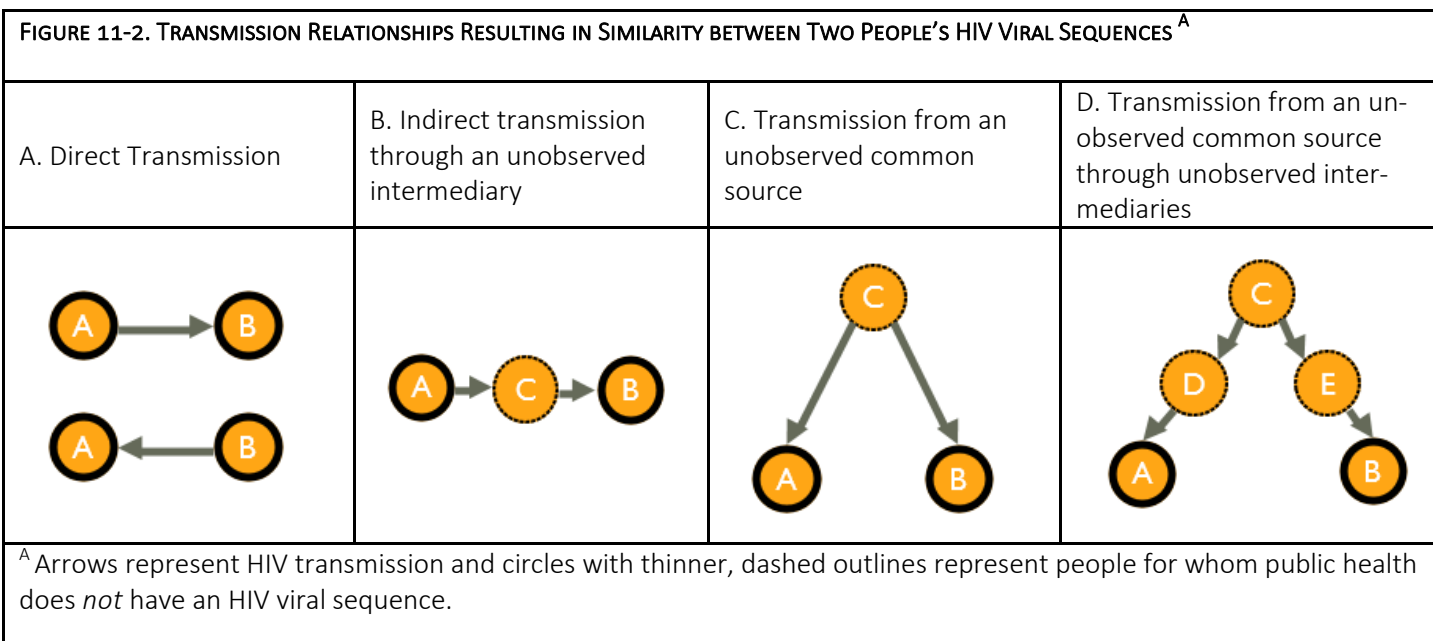 FIGURE 11-2. TRANSMISSION RELATIONSHIPS RESULTING IN SIMILARITY BETWEEN TWO PEOPLE'S HIV VIRAL SEQUENCES A
A. Direct Transmission
B. Indirect transmission
through an unobserved
intermediary
C. Transmission from an
unobserved common
source
D. Transmission from an un-
observed common source
through unobserved inter-
mediaries
A B
A B
A C B
C
A B
C
D E
A B
A Arrows represent HIV transmission and circles with thinner, dashed outlines represent people for whom public health
does not have an HIV viral sequence.